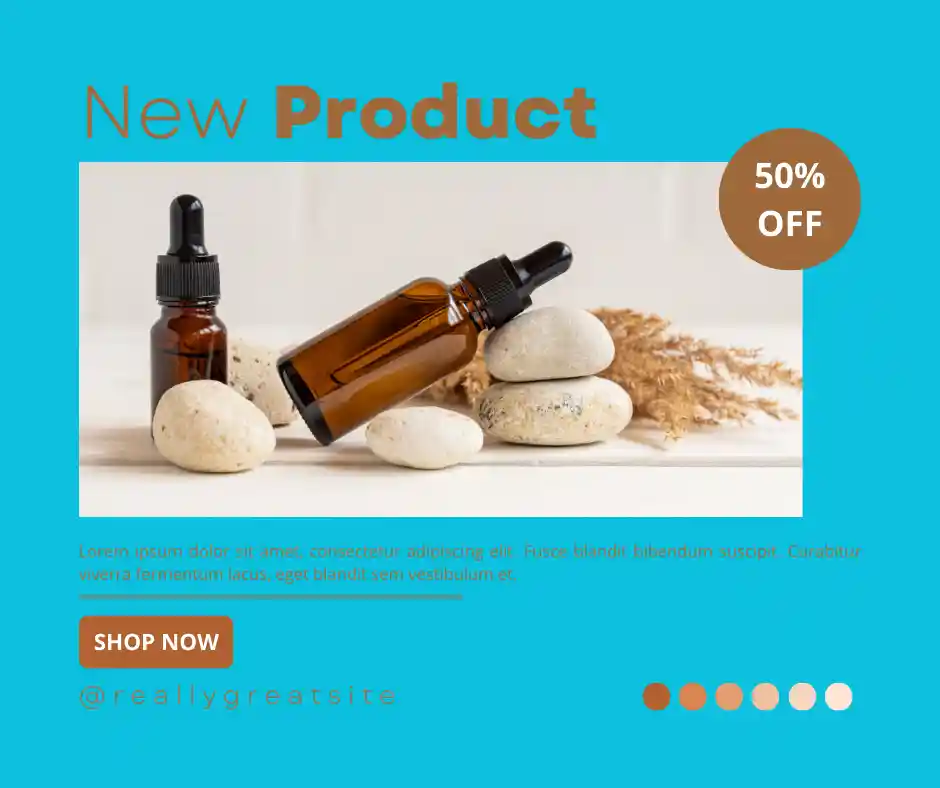 New Product
50%
OFF
Lorem ipsum dolor sit amet, consectetur adipiscing elit. Fusce blandit bibendum suscipit. Curabitur
viverra fermentum lacus, eget blandit sem vestibulum et.
SHOP NOW
@reallygreatsite